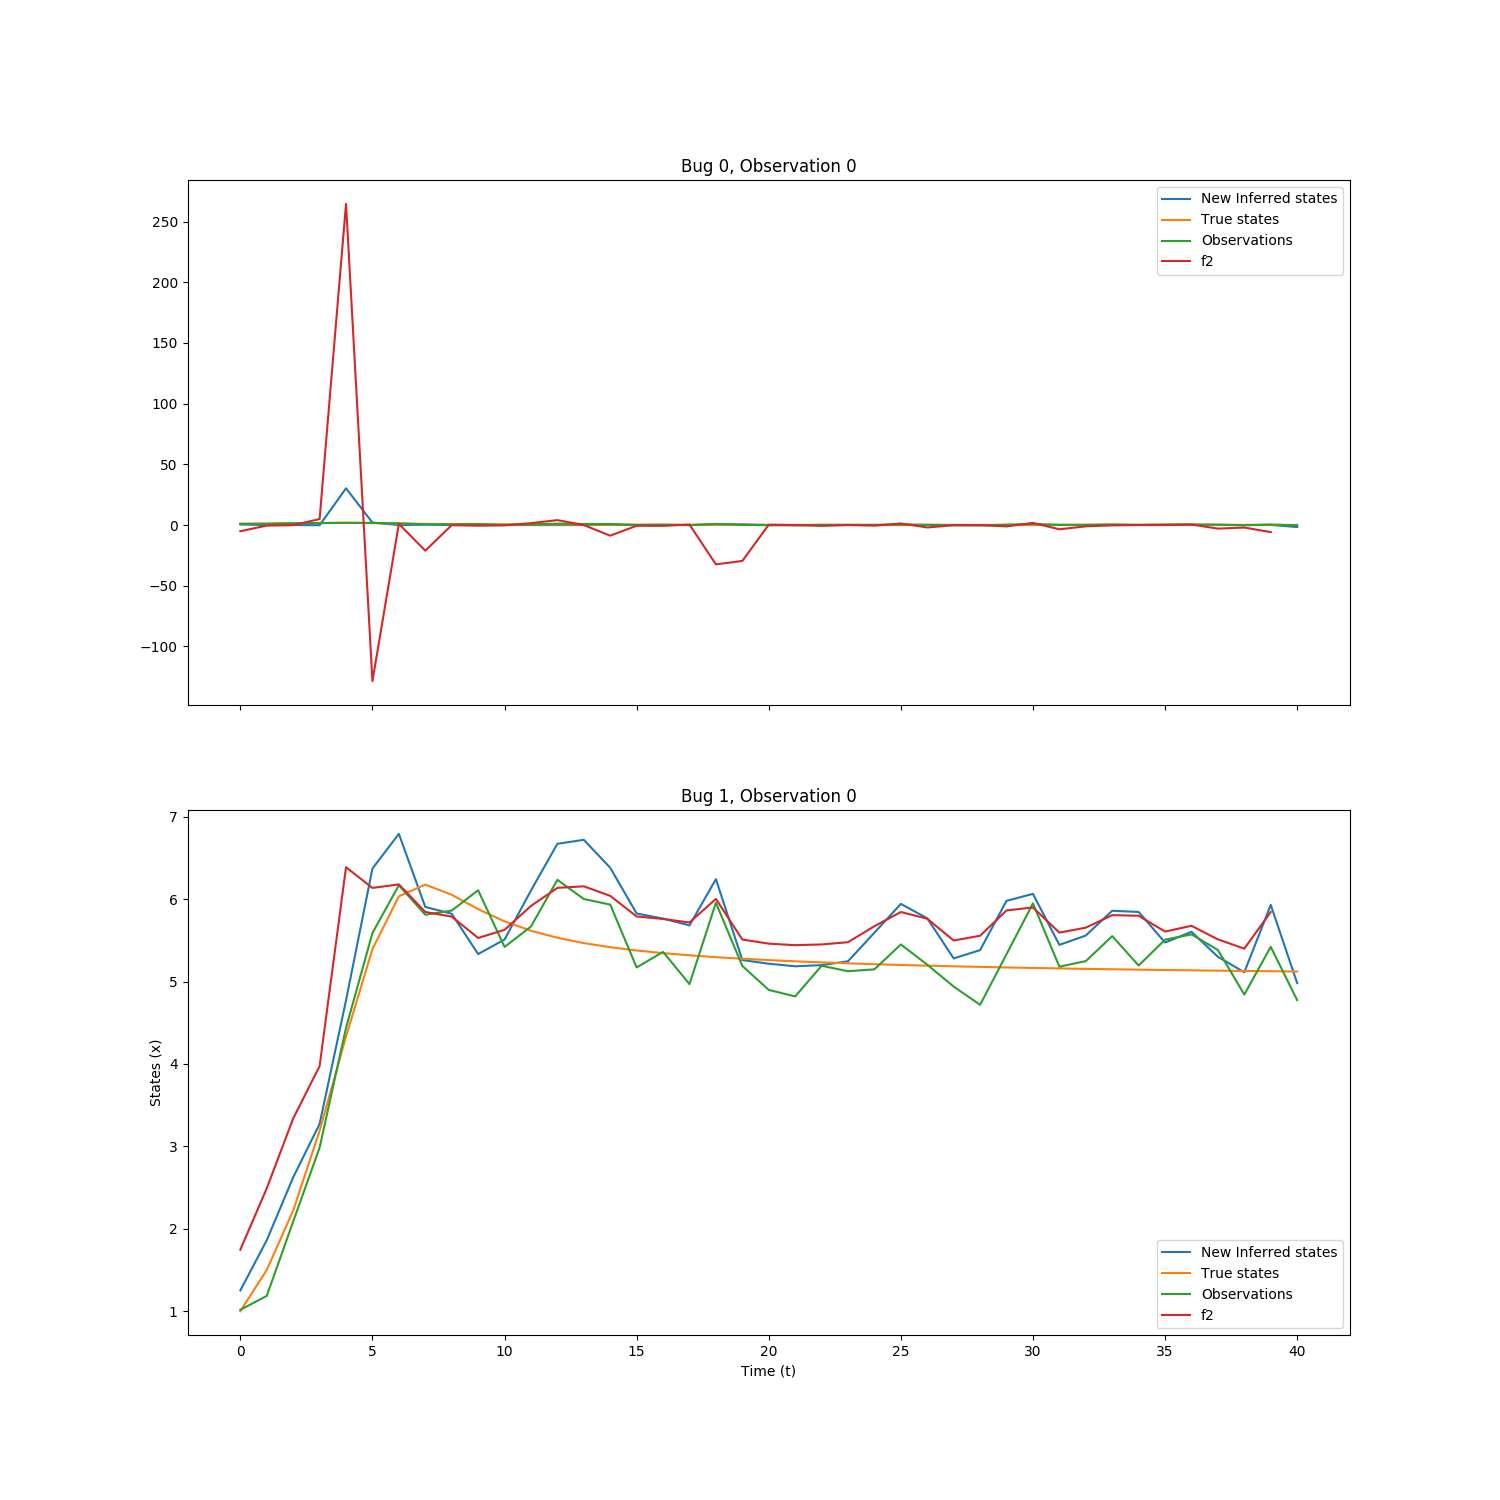 Bug 0, Observation 0
New Inferred states
True states
Observations
f2
250
200
150
100
50
0
−50
−100
Bug 1, Observation 0
7
6
5
4
3
2
1
States (x)
New Inferred states
True states
Observations
f2
0 5 10 15 20 25 30 35 40
Time (t)